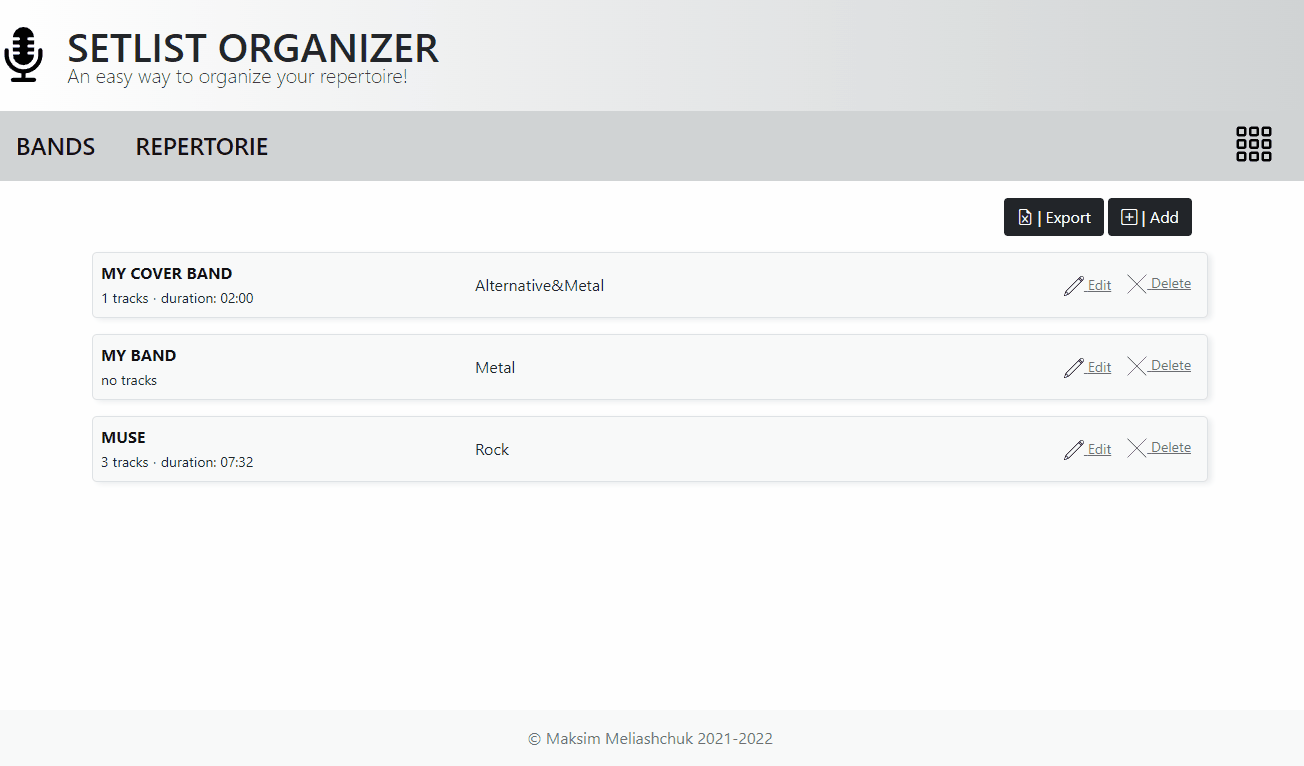 SETLIST ORGANIZER
An easy way to organize your repertoire!
BANDS REPERTORIE
| Export | Add
MY COVER BAND
1 tracks · duration: 02:00
Alternative&Metal
Edit Delete
MY BAND
no tracks
Metal
Edit Delete
MUSE
3 tracks · duration: 07:32
Rock
Edit Delete
© Maksim Meliashchuk 2021-2022